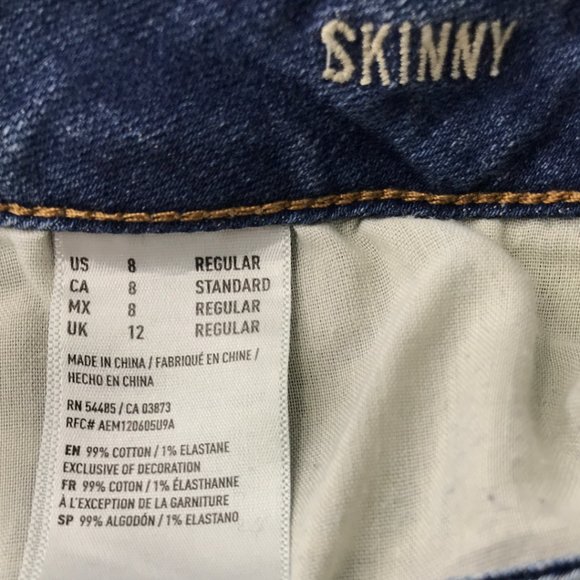 SKINNY
US 8 REGULAR
CA 8 STANDARD
MX 8 REGULAR
UK 12 REGULAR
MADE IN CHINA / FABRIQUÉ EN CHINE /
HECHO EN CHINA
RN 54485 / CA 03873
RFC# AEM120605U9A
EN 99% COTTON / 1% ELASTANE
EXCLUSIVE OF DECORATION
FR 99% COTON / 1% ÉLASTHANNE
À L'EXCEPTION DE LA GARNITURE
SP 99% ALGODÓN / 1% ELASTANO